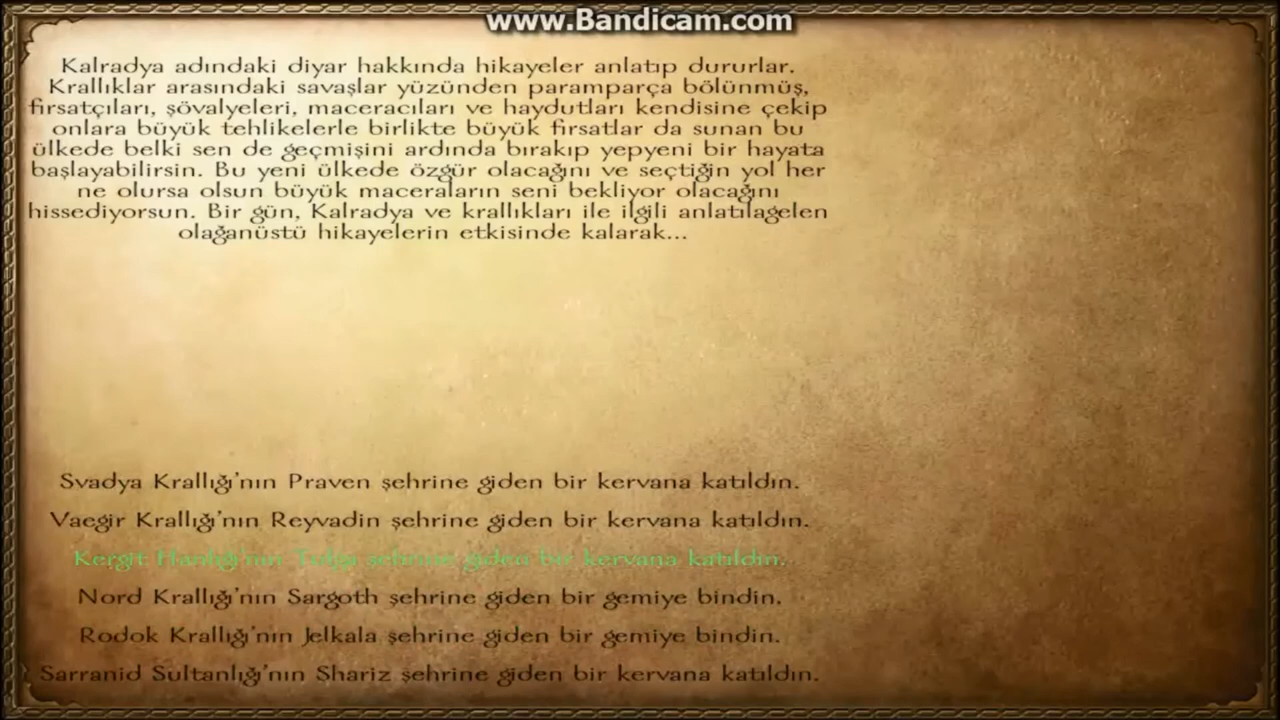 www.Bandicam.com
Kalradya adındaki diyar hakkında hikayeler anlatıp dururlar.
Krallıklar arasındaki savaşlar yüzünden paramparça bölünmüş,
fırsatçıları, şövalyeleri, maceracıları ve haydutları kendisine çekip
onlara büyük tehlikelerle birlikte büyük fırsatlar da sunan bu
ülkede belki sen de geçmişini ardında bırakıp yepyeni bir hayata
başlayabilirsin. Bu yeni ülkede özgür olacağını ve seçtiğin yol her
ne olursa olsun büyük maceraların seni bekliyor olacağını
hissediyorsun. Bir gün, Kalradya ve krallıkları ile ilgili anlatılagelen
olağanüstü hikayelerin etkisinde kalarak...
Svadya Krallığı'nın Praven şehrine giden bir kervana katıldın.
Vaegir Krallığı'nın Reyvadin şehrine giden bir kervana katıldın.
Kergit Hanlığı'nın Tulga şehrine giden bir kervana katıldın.
Nord Krallığı'nın Sargoth şehrine giden bir gemiye bindin.
Rodok Krallığı'nın Jelkala şehrine giden bir gemiye bindin.
Sarranid Sultanlığı'nın Shariz şehrine giden bir kervana katıldın.